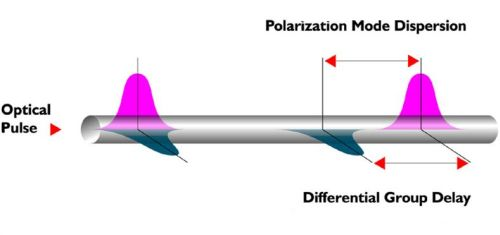 Polarization Mode Dispersion
Optical
Pulse
Differential Group Delay